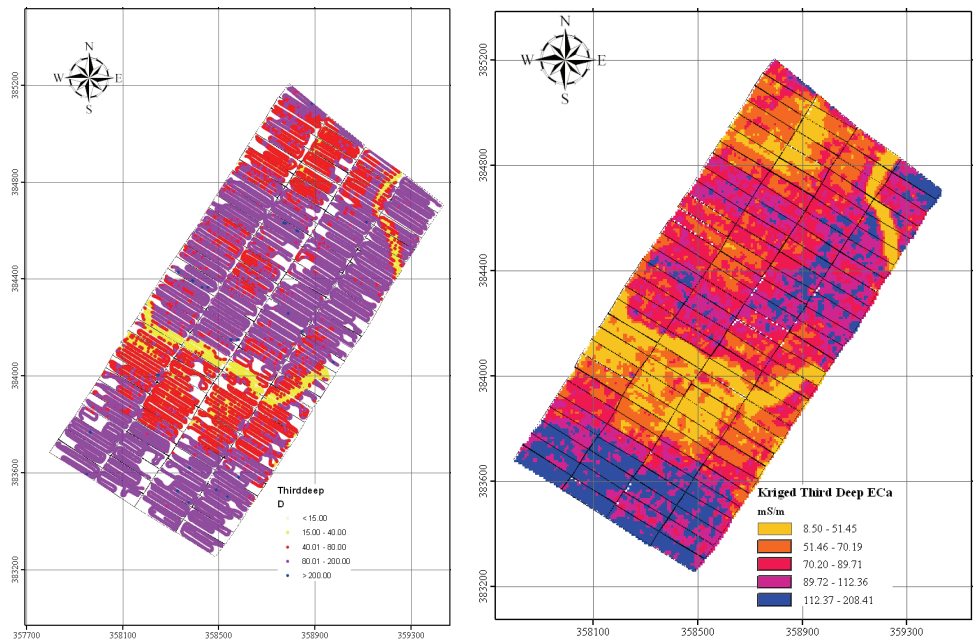 N
W E
S
385200
384800
384400
384000
383600
383200
357700 358100 358500 358900 359300
Thirddeep
D
< 15.00
15.00 - 40.00
40.01 - 80.00
80.01 - 200.00
> 200.00
N
W E
S
385200
384800
384400
384000
383600
383200
358100 358500 358900 359300
Kriged Third Deep ECa
mS/m
8.50 - 51.45
51.46 - 70.19
70.20 - 89.71
89.72 - 112.36
112.37 - 208.41